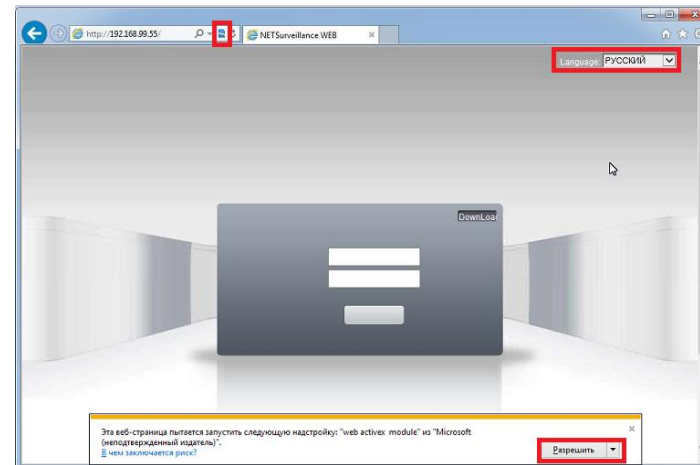 http://192.168.99.55/
NETSurveillance WEB
Language: РУССКИЙ
DownLoa
Эта веб-страница пытается запустить следующую надстройку: "web activex module" из "Microsoft
(неподтвержденный издатель)".
В чем заключается риск?
Разрешить